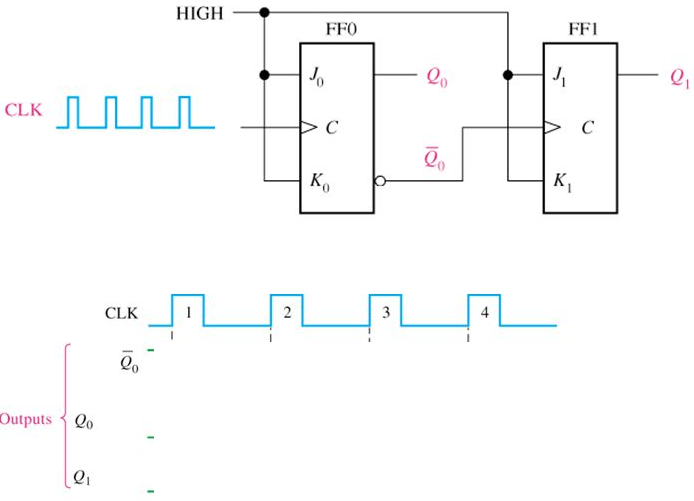 HIGH
FF0
FF1
J₀
Q₀
J₁
Q₁
CLK
C
C
Q̅₀
K₀
K₁
CLK
1
2
3
4
Q̅₀
Outputs
Q₀
Q₁